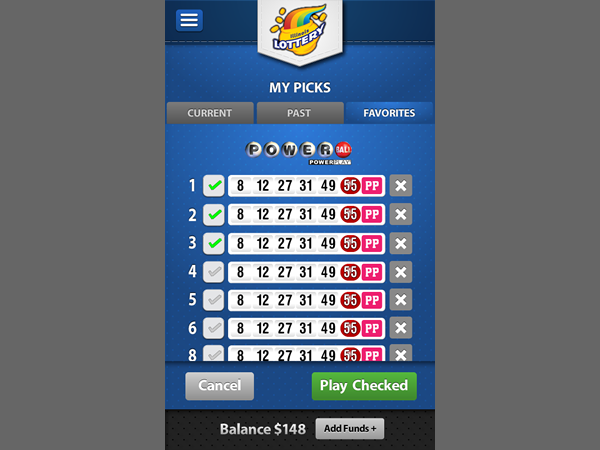 Illinois
LOTTERY
MY PICKS
CURRENT PAST FAVORITES
POWER BALL
POWERPLAY
1 8 12 27 31 49 55 PP
2 8 12 27 31 49 55 PP
3 8 12 27 31 49 55 PP
4 8 12 27 31 49 55 PP
5 8 12 27 31 49 55 PP
6 8 12 27 31 49 55 PP
8 8 12 27 31 49 55 PP
Cancel Play Checked
Balance $148 Add Funds +